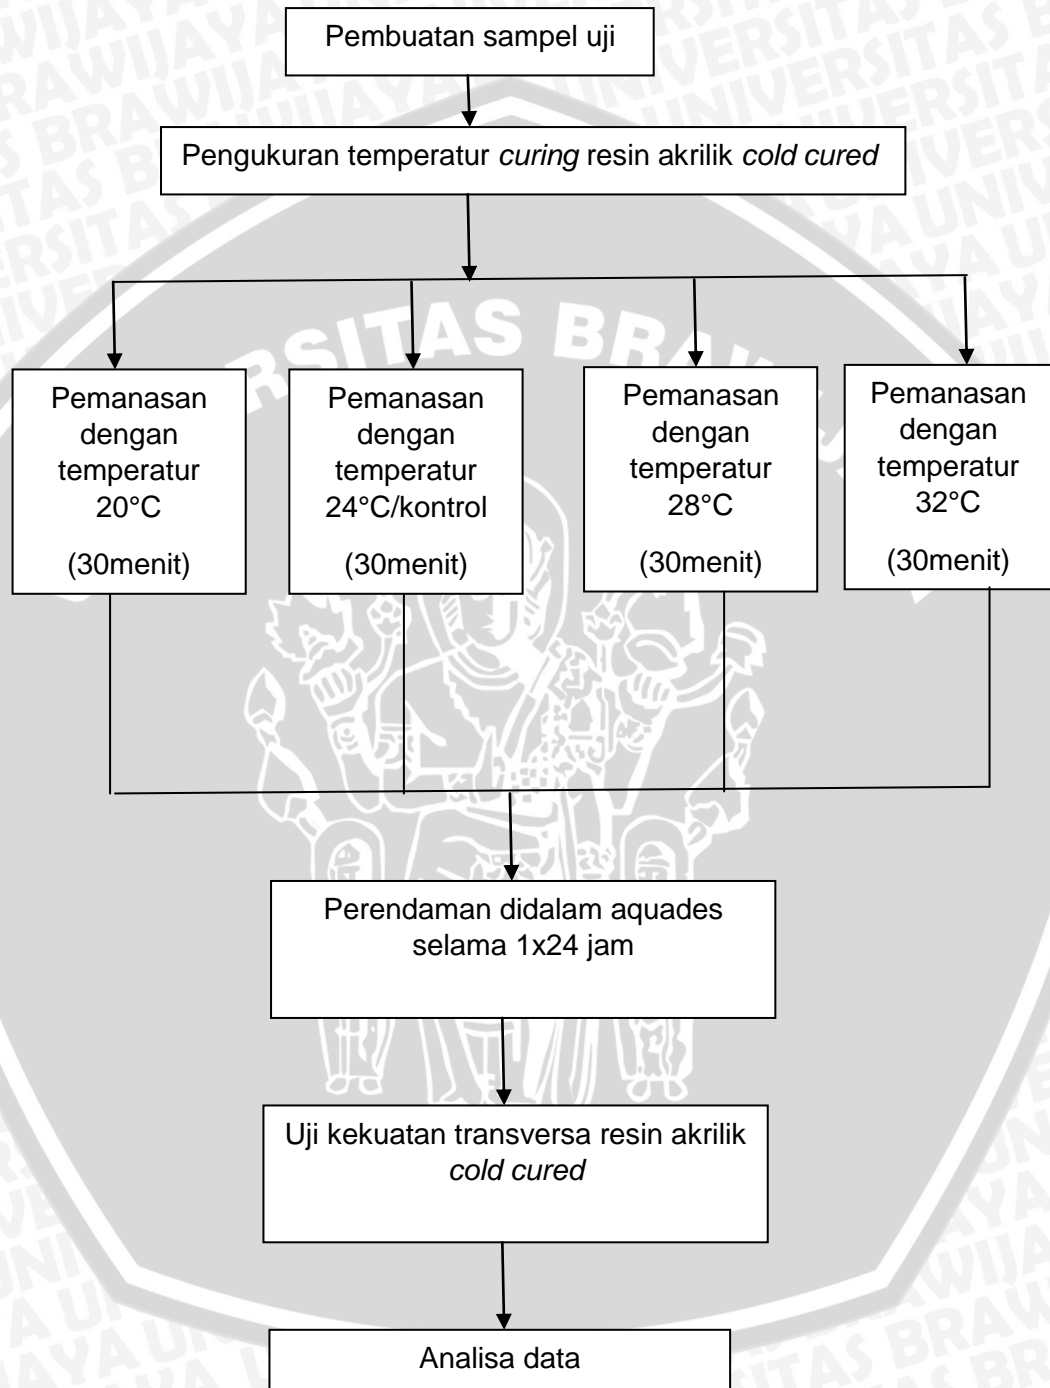 Pembuatan sampel uji
Pengukuran temperatur curing resin akrilik cold cured
Pemanasan
dengan
temperatur
20°C
(30menit)
Pemanasan
dengan
temperatur
24°C/kontrol
(30menit)
Pemanasan
dengan
temperatur
28°C
(30menit)
Pemanasan
dengan
temperatur
32°C
(30menit)
Perendaman didalam aquades
selama 1x24 jam
Uji kekuatan transversa resin akrilik
cold cured
Analisa data